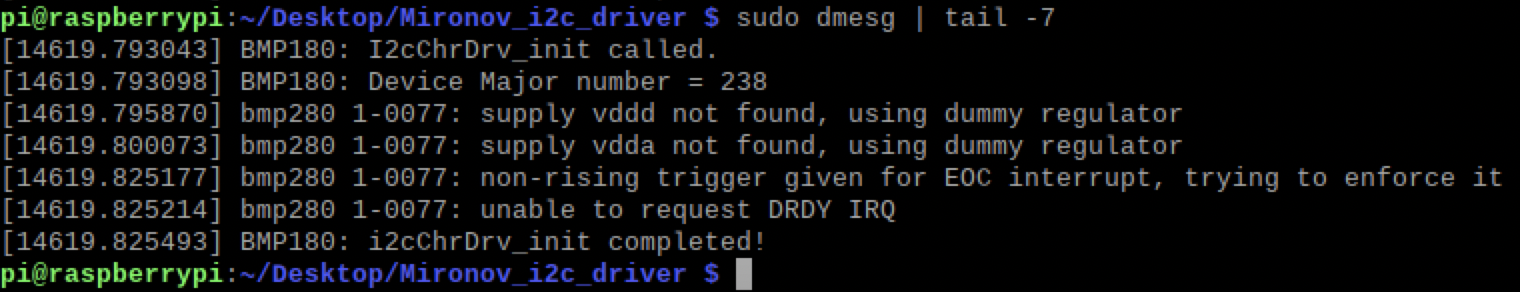 pi@raspberrypi:~/Desktop/Mironov_i2c_driver $ sudo dmesg | tail -7
[14619.793043] BMP180: I2cChrDrv_init called.
[14619.793098] BMP180: Device Major number = 238
[14619.795870] bmp280 1-0077: supply vddd not found, using dummy regulator
[14619.800073] bmp280 1-0077: supply vdda not found, using dummy regulator
[14619.825177] bmp280 1-0077: non-rising trigger given for EOC interrupt, trying to enforce it
[14619.825214] bmp280 1-0077: unable to request DRDY IRQ
[14619.825493] BMP180: i2cChrDrv_init completed!
pi@raspberrypi:~/Desktop/Mironov_i2c_driver $